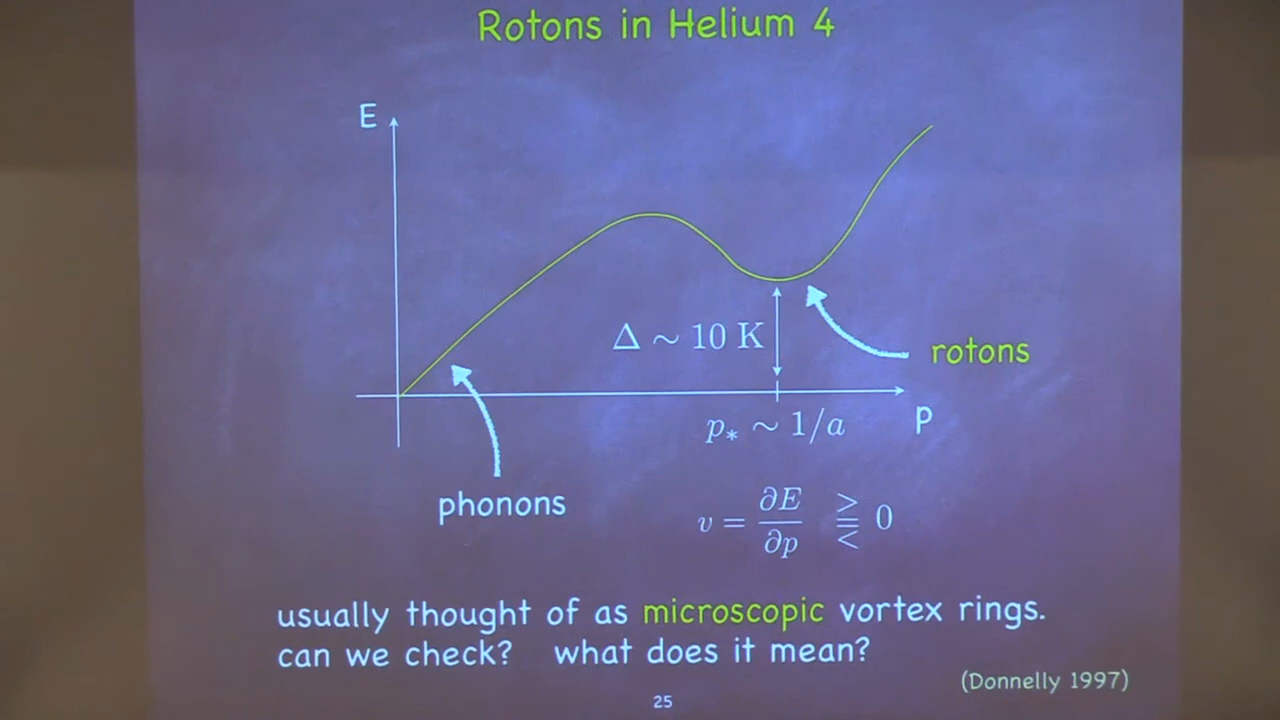 Rotons in Helium 4
E
Δ ∼ 10 K
rotons
p∗ ∼ 1/a
p
phonons
v = ∂E/∂p ⪌ 0
usually thought of as microscopic vortex rings.
can we check? what does it mean?
(Donnelly 1997)
25